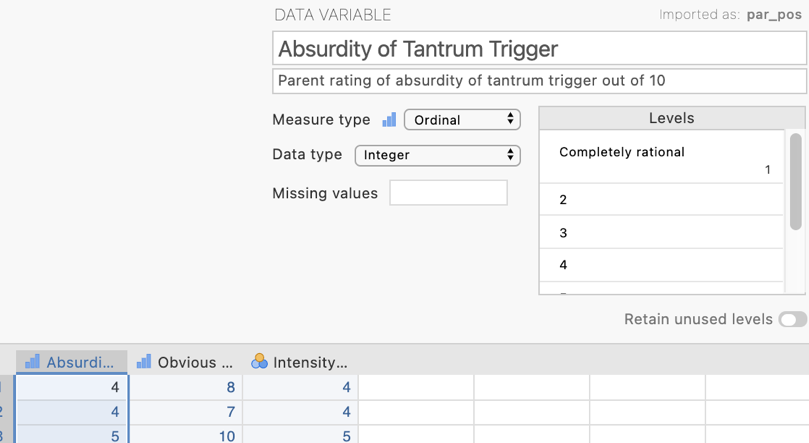 DATA VARIABLE
Imported as: par_pos
Absurdity of Tantrum Trigger
Parent rating of absurdity of tantrum trigger out of 10
Measure type Ordinal
Levels
Data type Integer
Completely rational
1
Missing values
2
3
4
Retain unused levels
Absurdi... Obvious ... Intensity...
1 4 8 4
2 4 7 4
3 5 10 5